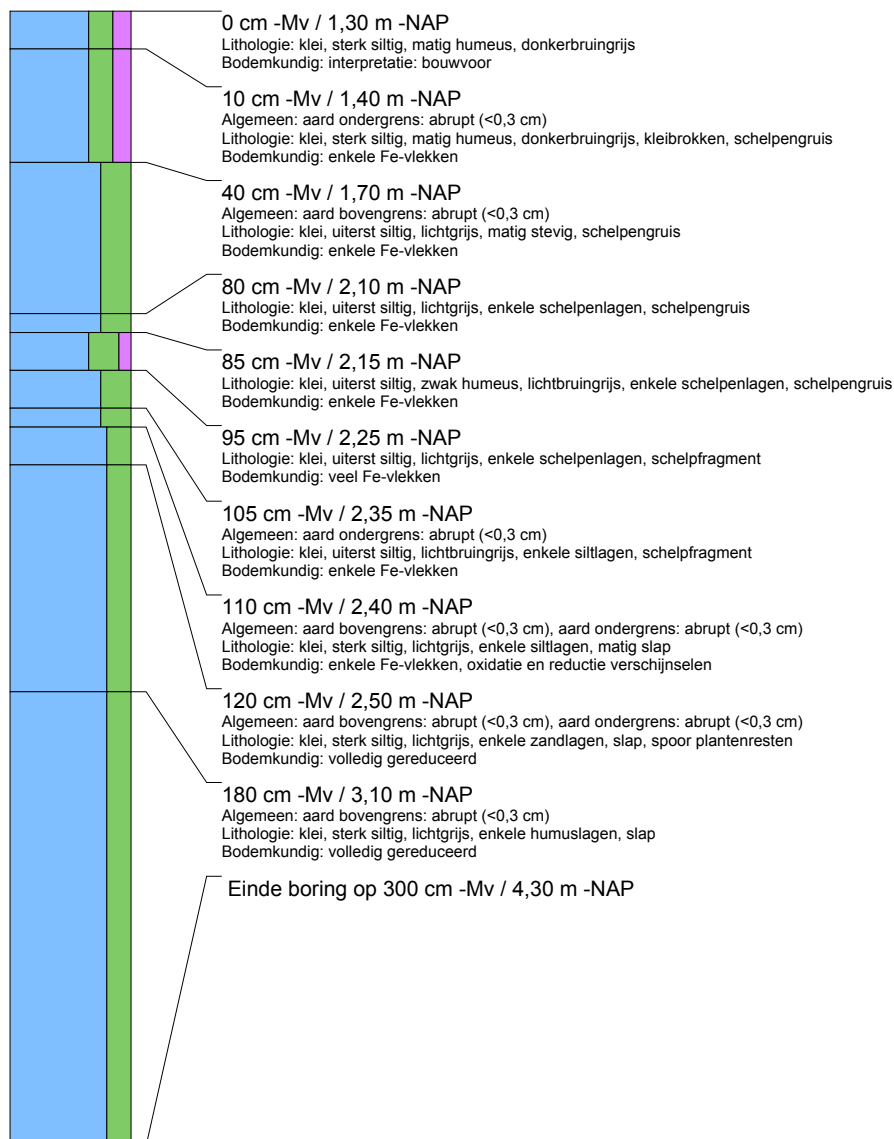 0 cm -Mv / 1,30 m -NAP
Lithologie: klei, sterk siltig, matig humeus, donkerbruingrijs
Bodemkundig: interpretatie: bouwvoor
10 cm -Mv / 1,40 m -NAP
Algemeen: aard ondergrens: abrupt (<0,3 cm)
Lithologie: klei, sterk siltig, matig humeus, donkerbruingrijs, kleibrokken, schelpengruis
Bodemkundig: enkele Fe-vlekken
40 cm -Mv / 1,70 m -NAP
Algemeen: aard bovengrens: abrupt (<0,3 cm)
Lithologie: klei, uiterst siltig, lichtgrijs, matig stevig, schelpengruis
Bodemkundig: enkele Fe-vlekken
80 cm -Mv / 2,10 m -NAP
Lithologie: klei, uiterst siltig, lichtgrijs, enkele schelpenlagen, schelpengruis
Bodemkundig: enkele Fe-vlekken
85 cm -Mv / 2,15 m -NAP
Lithologie: klei, uiterst siltig, zwak humeus, lichtbruingrijs, enkele schelpenlagen, schelpengruis
Bodemkundig: enkele Fe-vlekken
95 cm -Mv / 2,25 m -NAP
Lithologie: klei, uiterst siltig, lichtgrijs, enkele schelpenlagen, schelpfragment
Bodemkundig: veel Fe-vlekken
105 cm -Mv / 2,35 m -NAP
Algemeen: aard ondergrens: abrupt (<0,3 cm)
Lithologie: klei, uiterst siltig, lichtbruingrijs, enkele siltlagen, schelpfragment
Bodemkundig: enkele Fe-vlekken
110 cm -Mv / 2,40 m -NAP
Algemeen: aard bovengrens: abrupt (<0,3 cm), aard ondergrens: abrupt (<0,3 cm)
Lithologie: klei, sterk siltig, lichtgrijs, enkele siltlagen, matig slap
Bodemkundig: enkele Fe-vlekken, oxidatie en reductie verschijnselen
120 cm -Mv / 2,50 m -NAP
Algemeen: aard bovengrens: abrupt (<0,3 cm), aard ondergrens: abrupt (<0,3 cm)
Lithologie: klei, sterk siltig, lichtgrijs, enkele zandlagen, slap, spoor plantenresten
Bodemkundig: volledig gereduceerd
180 cm -Mv / 3,10 m -NAP
Algemeen: aard bovengrens: abrupt (<0,3 cm)
Lithologie: klei, sterk siltig, lichtgrijs, enkele humuslagen, slap
Bodemkundig: volledig gereduceerd
Einde boring op 300 cm -Mv / 4,30 m -NAP